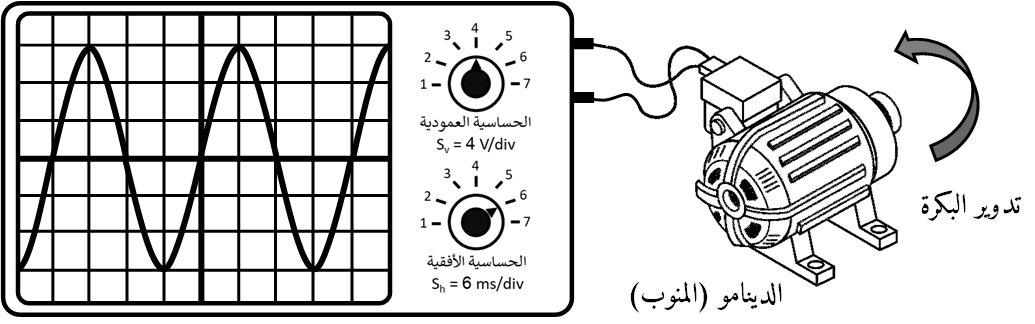 4
3 5
2 6
1 7
الحساسية العمودية
Sv = 4 V/div
4
3 5
2 6
1 7
الحساسية الأفقية
Sh = 6 ms/div
تدوير البكرة
الدينامو (المنوب)